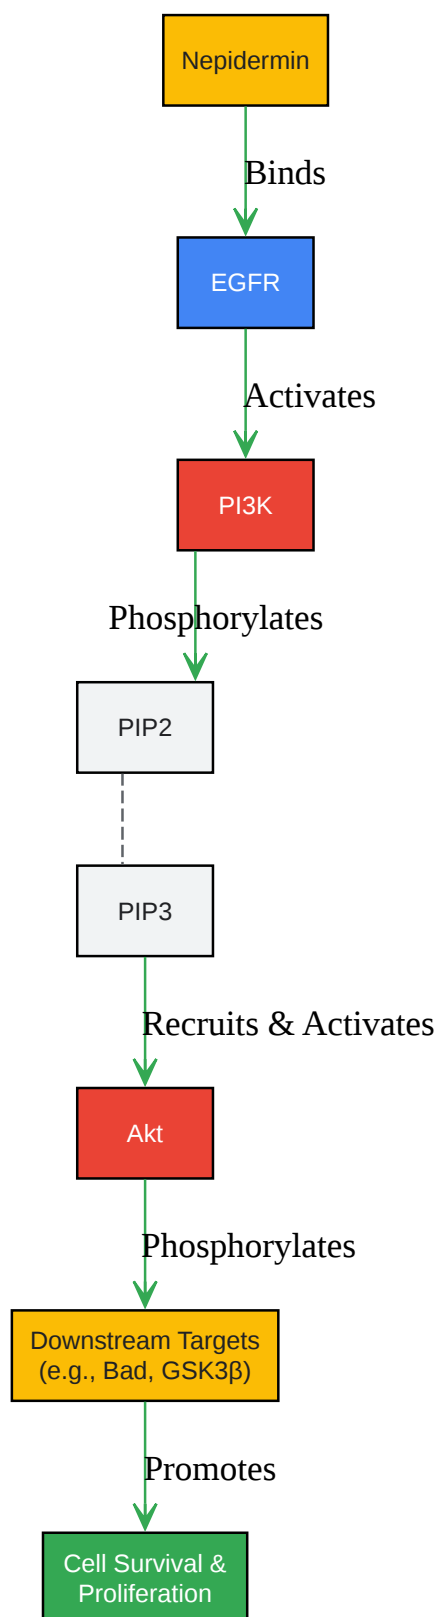 Nepidermin
Binds
EGFR
Activates
PI3K
Phosphorylates
PIP2
PIP3
Recruits & Activates
Akt
Phosphorylates
Downstream Targets
(e.g., Bad, GSK3β)
Promotes
Cell Survival &
Proliferation